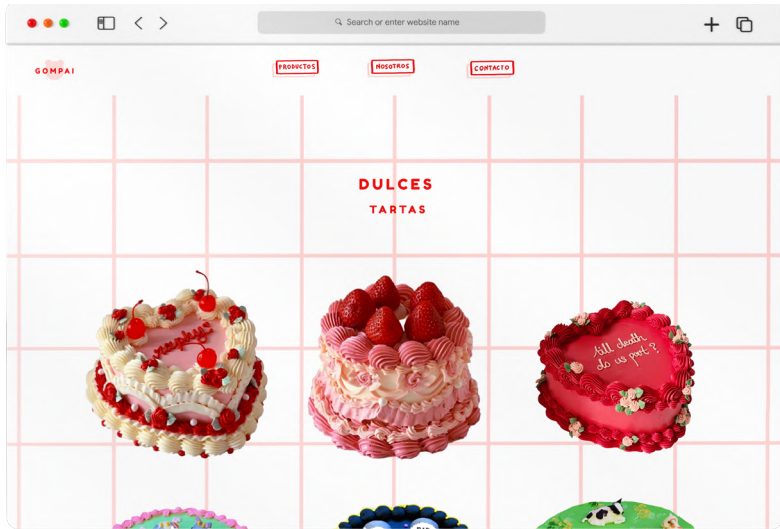 Search or enter website name
GOMPAI
PRODUCTOS
NOSOTROS
CONTACTO
DULCES
TARTAS
till death
do us part?